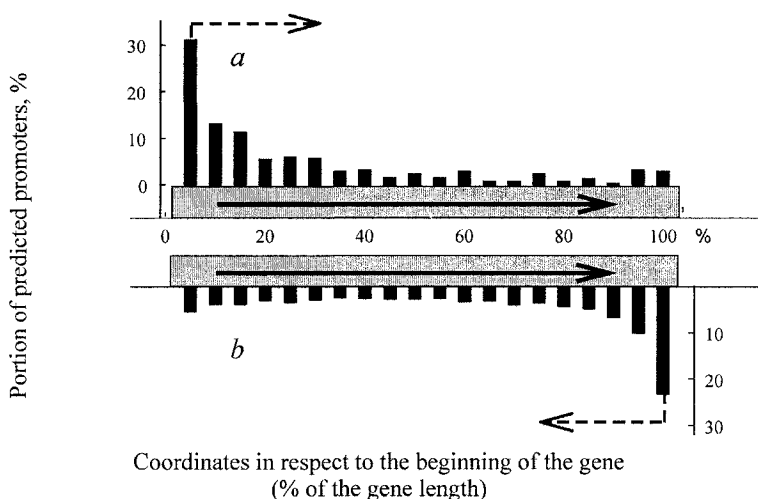 Portion of predicted promoters, %
30
20
10
0
a
0 20 40 60 80 100 %
b
10
20
30
Coordinates in respect to the beginning of the gene
(% of the gene length)